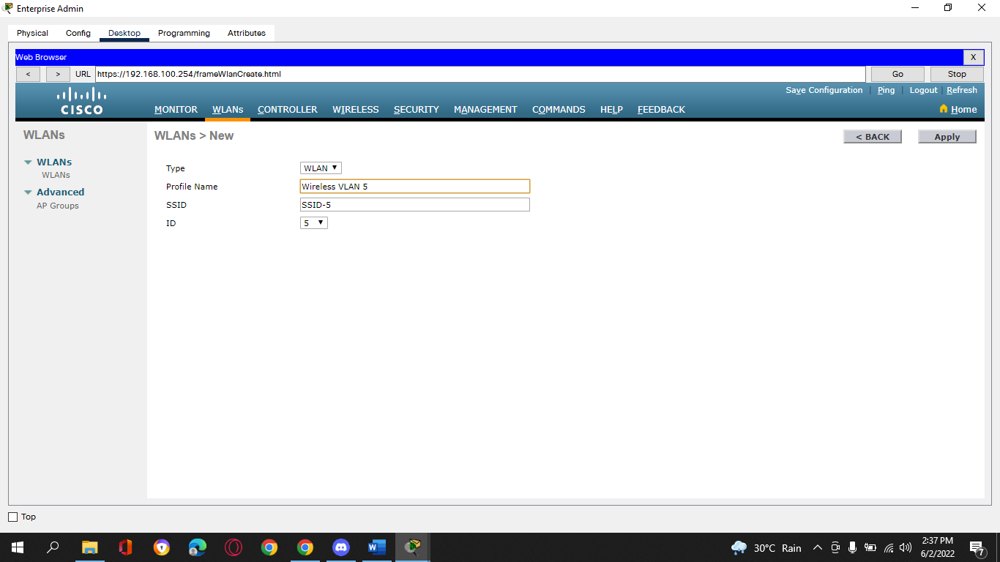 Enterprise Admin
Physical Config Desktop Programming Attributes
Web Browser X
< > URL https://192.168.100.254/frameWlanCreate.html Go Stop
Save Configuration | Ping | Logout | Refresh
CISCO MONITOR WLANs CONTROLLER WIRELESS SECURITY MANAGEMENT COMMANDS HELP FEEDBACK Home
WLANs
WLANs
WLANs
Advanced
AP Groups
WLANs > New < BACK Apply
Type WLAN
Profile Name Wireless VLAN 5
SSID SSID-5
ID 5
Top
30°C Rain
2:37 PM
6/2/2022
7